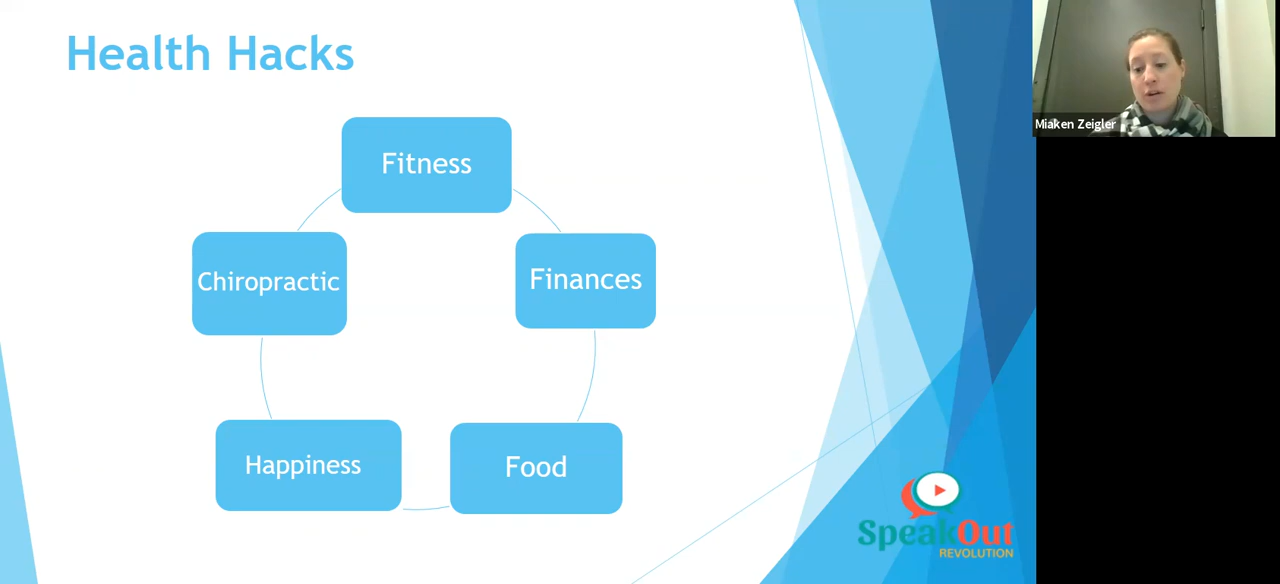 Health Hacks
Miaken Zeigler
Fitness
Chiropractic
Finances
Happiness
Food
SpeakOut
REVOLUTION